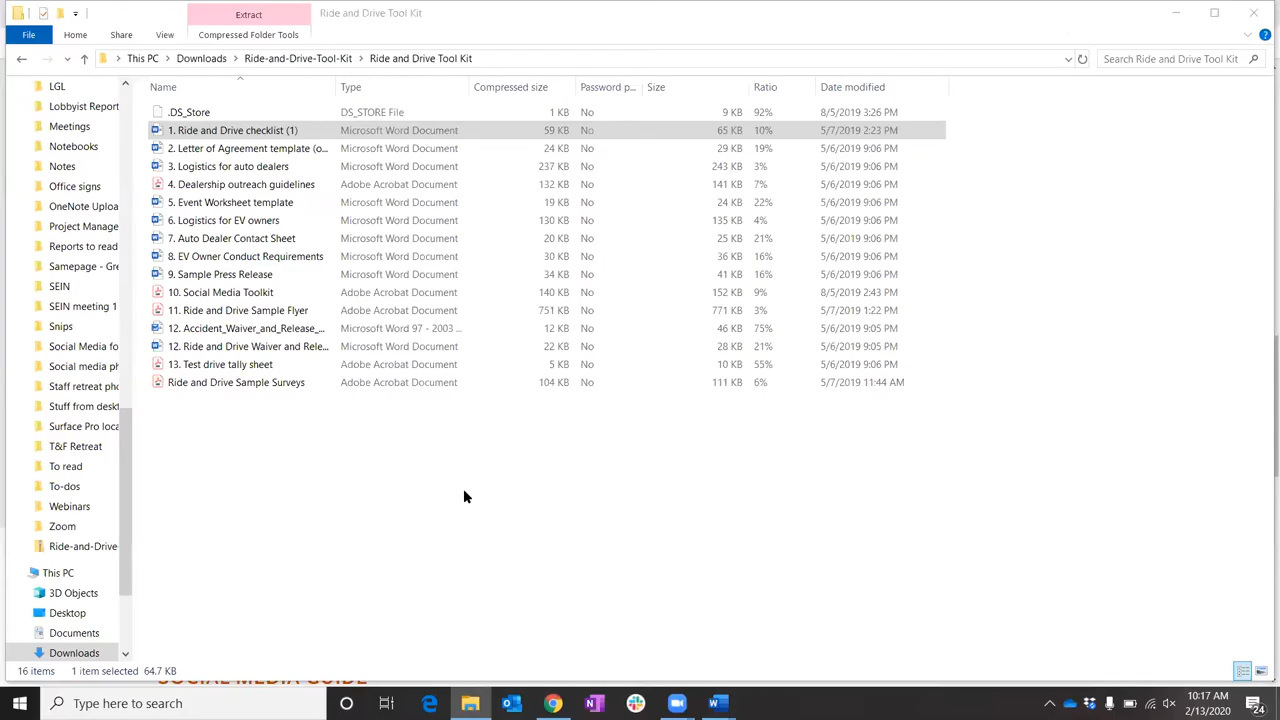 Extract
Ride and Drive Tool Kit
File
Home
Share
View
Compressed Folder Tools
This PC
Downloads
Ride-and-Drive-Tool-Kit
Ride and Drive Tool Kit
Search Ride and Drive Tool Kit
Name Type Compressed size Password p... Size Ratio Date modified
.DS_Store DS_STORE File 1 KB No 9 KB 92% 8/5/2019 3:26 PM
1. Ride and Drive checklist (1) Microsoft Word Document 59 KB No 65 KB 10% 5/7/2019 2:23 PM
2. Letter of Agreement template (o... Microsoft Word Document 24 KB No 29 KB 19% 5/6/2019 9:06 PM
3. Logistics for auto dealers Microsoft Word Document 237 KB No 243 KB 3% 5/6/2019 9:06 PM
4. Dealership outreach guidelines Adobe Acrobat Document 132 KB No 141 KB 7% 5/6/2019 9:06 PM
5. Event Worksheet template Microsoft Word Document 19 KB No 24 KB 22% 5/6/2019 9:06 PM
6. Logistics for EV owners Microsoft Word Document 130 KB No 135 KB 4% 5/6/2019 9:06 PM
7. Auto Dealer Contact Sheet Microsoft Word Document 20 KB No 25 KB 21% 5/6/2019 9:06 PM
8. EV Owner Conduct Requirements Microsoft Word Document 30 KB No 36 KB 16% 5/6/2019 9:06 PM
9. Sample Press Release Microsoft Word Document 34 KB No 41 KB 16% 5/6/2019 9:06 PM
10. Social Media Toolkit Adobe Acrobat Document 140 KB No 152 KB 9% 8/5/2019 2:43 PM
11. Ride and Drive Sample Flyer Adobe Acrobat Document 751 KB No 771 KB 3% 5/7/2019 1:22 PM
12. Accident_Waiver_and_Release_... Microsoft Word 97 - 2003 ... 12 KB No 46 KB 75% 5/6/2019 9:05 PM
12. Ride and Drive Waiver and Rele... Microsoft Word Document 22 KB No 28 KB 21% 5/6/2019 9:05 PM
13. Test drive tally sheet Adobe Acrobat Document 5 KB No 10 KB 55% 5/6/2019 9:06 PM
Ride and Drive Sample Surveys Adobe Acrobat Document 104 KB No 111 KB 6% 5/7/2019 11:44 AM
LGL
Lobbyist Report
Meetings
Notebooks
Notes
Office signs
OneNote Uploa
Project Manage
Reports to read
Samepage - Gre
SEIN
SEIN meeting 1
Snips
Social Media fo
Social media ph
Staff retreat pho
Stuff from deskt
Surface Pro loca
T&F Retreat
To read
To-dos
Webinars
Zoom
Ride-and-Drive-
This PC
3D Objects
Desktop
Documents
Downloads
16 items 1 item selected 64.7 KB
SOCIAL MEDIA GUIDE
Type here to search
10:17 AM
2/13/2020
24